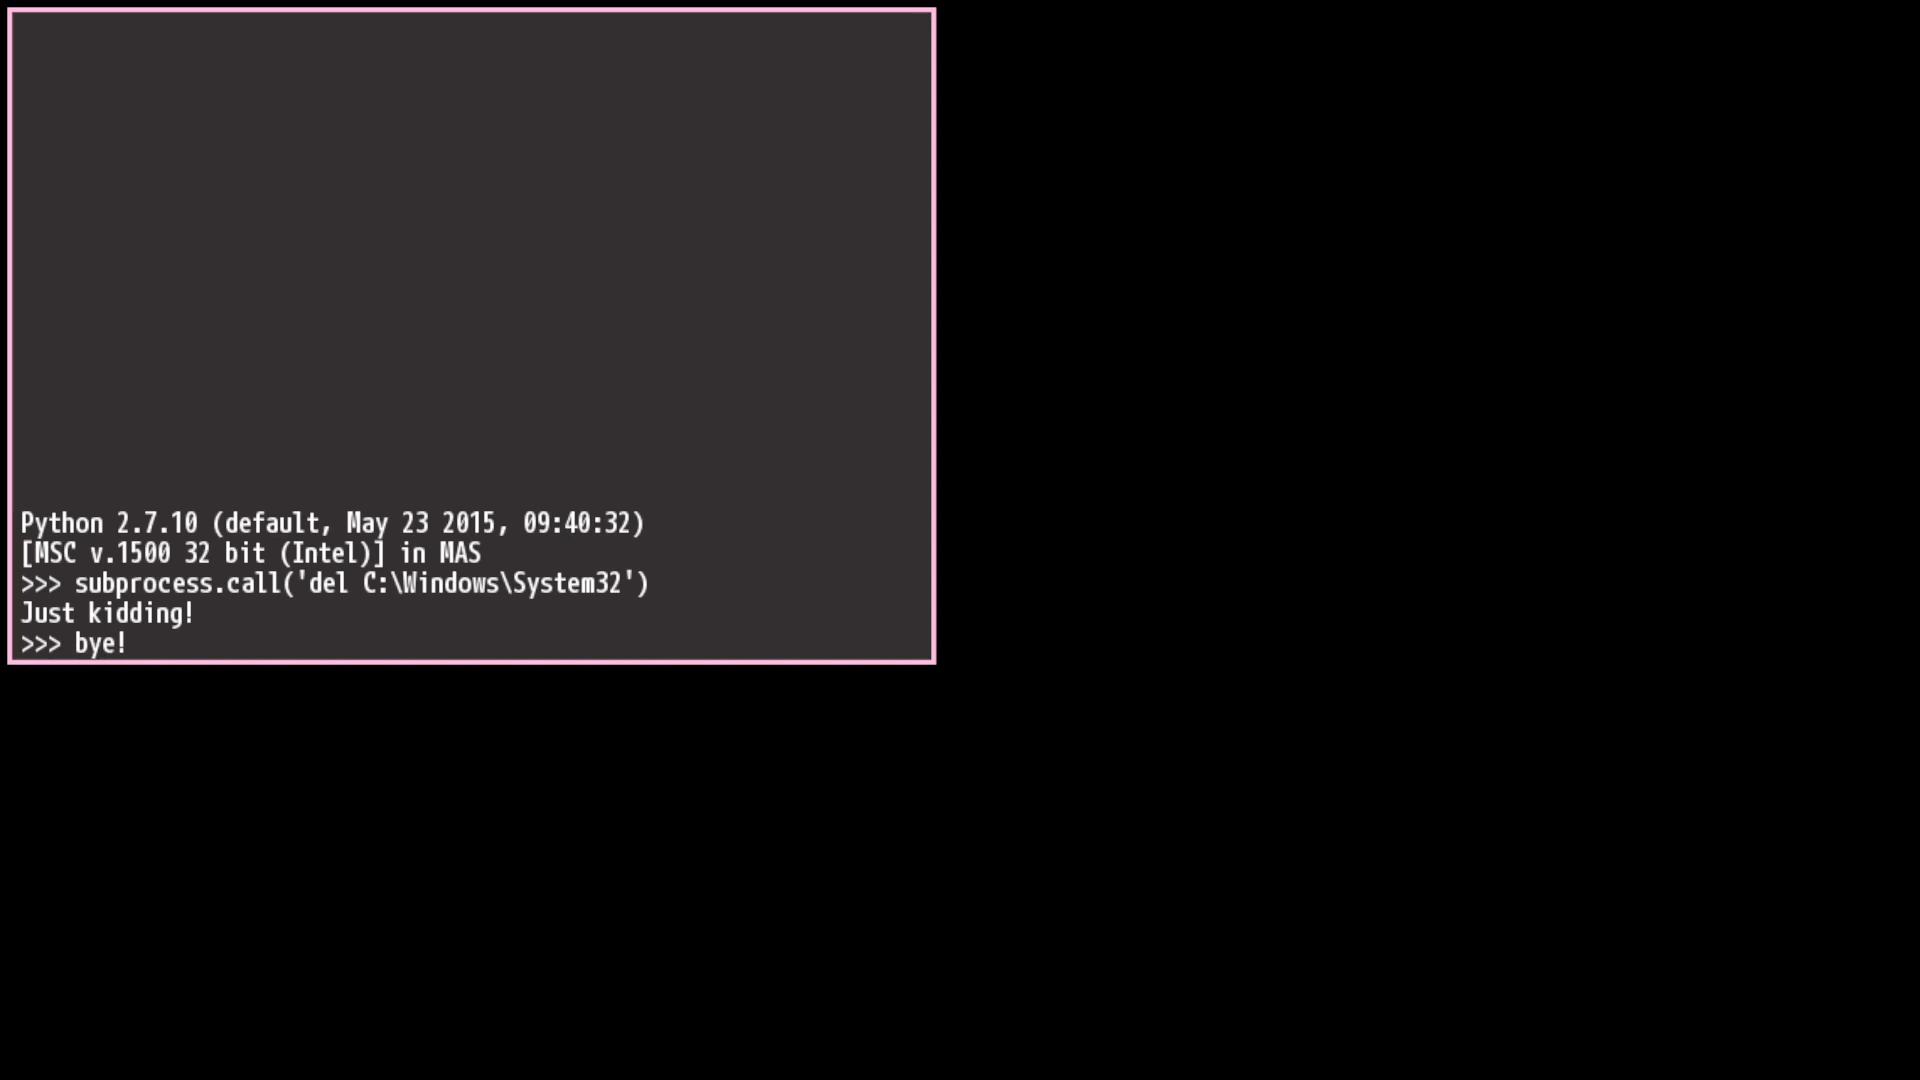 Python 2.7.10 (default, May 23 2015, 09:40:32)
[MSC v.1500 32 bit (Intel)] in MAS
>>> subprocess.call('del C:\Windows\System32')
Just kidding!
>>> bye!